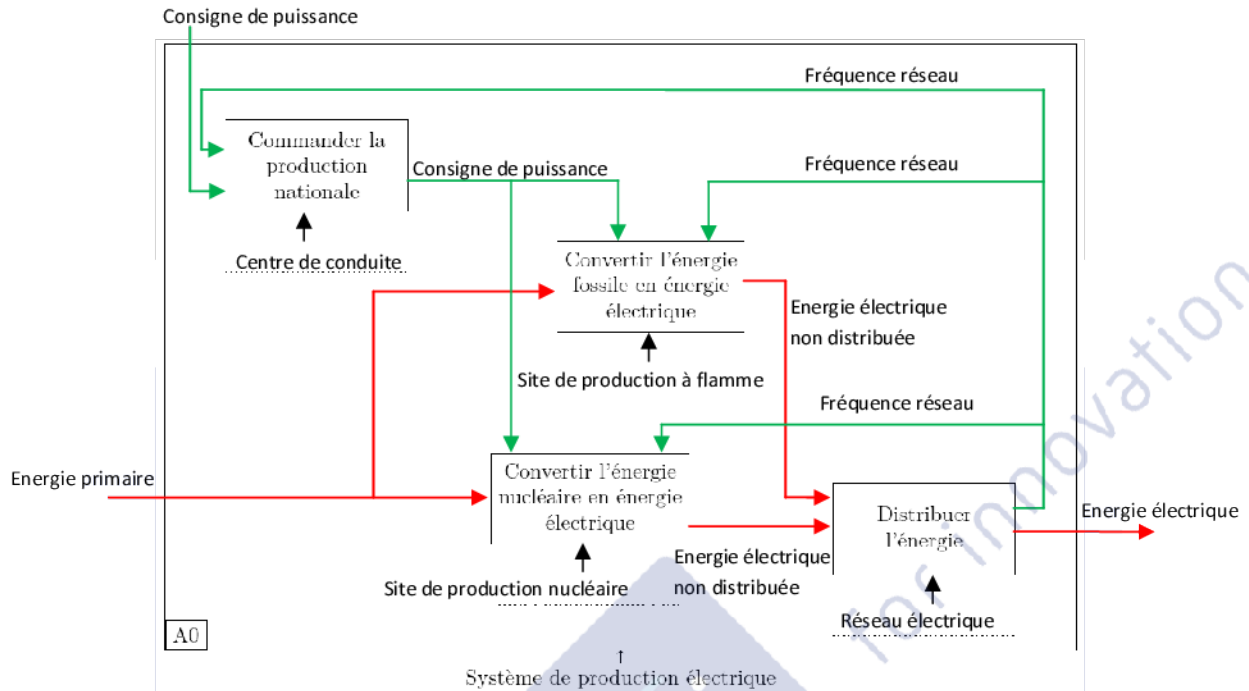 Consigne de puissance
Fréquence réseau
Commander la
production
nationale
Consigne de puissance
Fréquence réseau
Centre de conduite
Convertir l'énergie
fossile en énergie
électrique
Energie électrique
non distribuée
Site de production à flamme
Fréquence réseau
Energie primaire
Convertir l'énergie
nucléaire en énergie
électrique
Distribuer
l'énergie
Energie électrique
Energie électrique
non distribuée
Site de production nucléaire
Réseau électrique
A0
Système de production électrique
for innovation